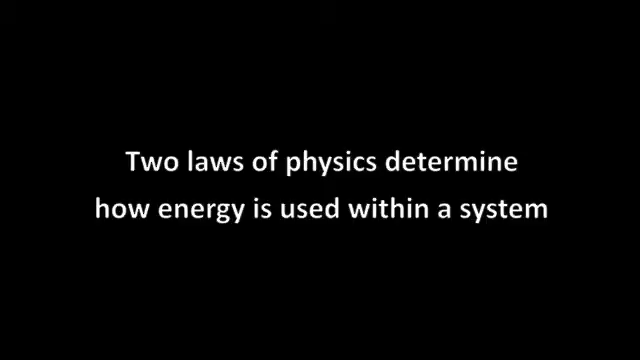 Two laws of physics determine
how energy is used within a system